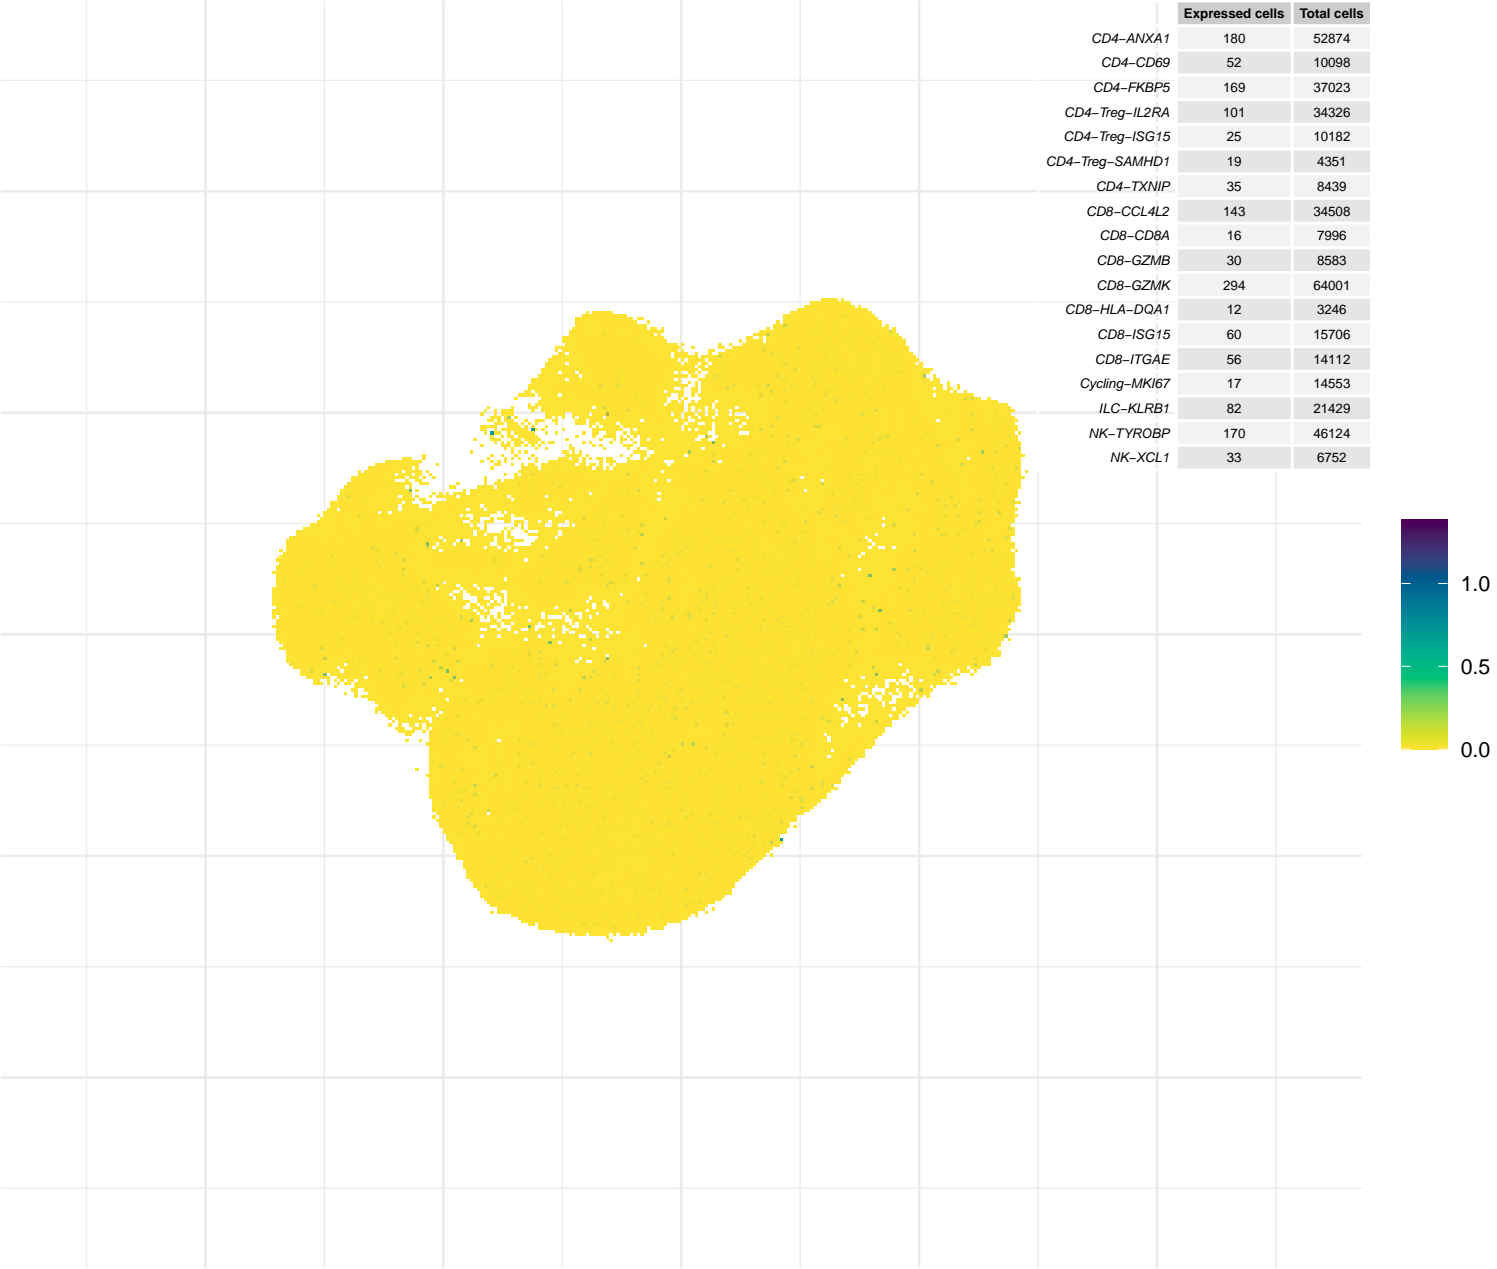 Expressed cells Total cells
CD4−ANXA1 180 52874
CD4−CD69 52 10098
CD4−FKBP5 169 37023
CD4−Treg−IL2RA 101 34326
CD4−Treg−ISG15 25 10182
CD4−Treg−SAMHD1 19 4351
CD4−TXNIP 35 8439
CD8−CCL4L2 143 34508
CD8−CD8A 16 7996
CD8−GZMB 30 8583
CD8−GZMK 294 64001
CD8−HLA−DQA1 12 3246
CD8−ISG15 60 15706
CD8−ITGAE 56 14112
Cycling−MKI67 17 14553
ILC−KLRB1 82 21429
NK−TYROBP 170 46124
NK−XCL1 33 6752
1.0
0.5
0.0